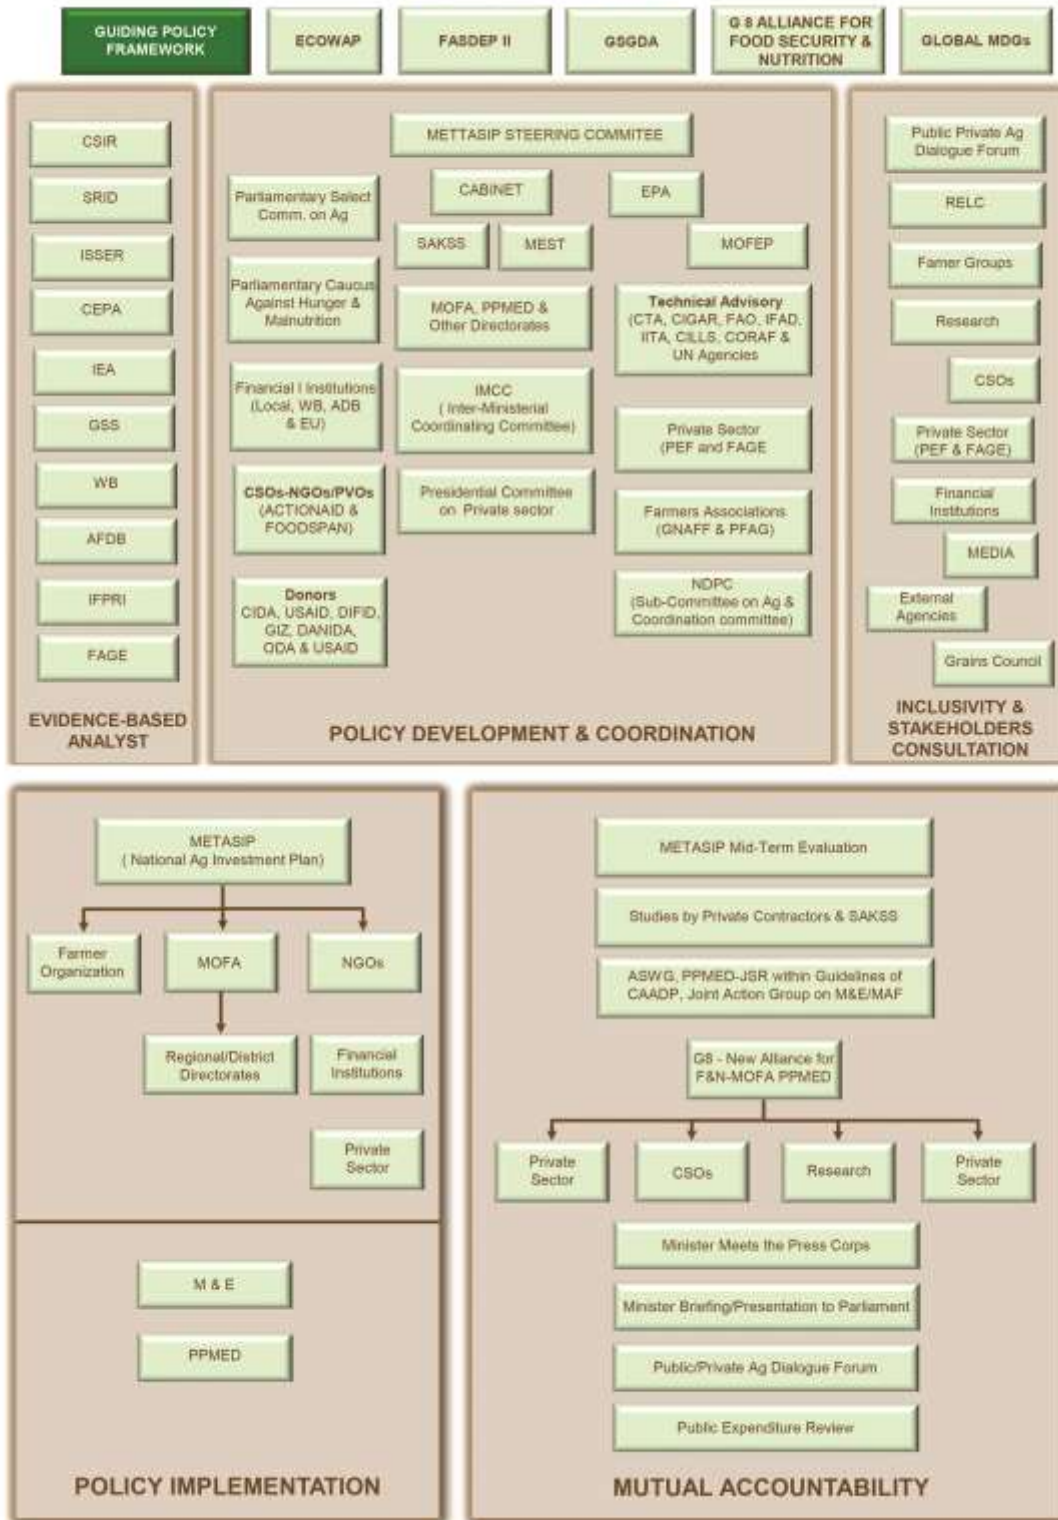 GUIDING POLICY
FRAMEWORK
ECOWAP
FASDEP II
GSGDA
G 8 ALLIANCE FOR
FOOD SECURITY &
NUTRITION
GLOBAL MDGs
CSIR
SRID
ISSER
CEPA
IEA
GSS
WB
AFDB
IFPRI
FAGE
EVIDENCE-BASED
ANALYST
METTASIP STEERING COMMITEE
Parliamentary Select
Comm. on Ag
CABINET
EPA
SAKSS
MEST
MOFEP
Parliamentary Caucus
Against Hunger &
Malnutrition
MOFA, PPMED &
Other Directorates
Technical Advisory
(CTA, CIGAR, FAO, IFAD,
IITA, CILLS, CORAF &
UN Agencies
Financial I Institutions
(Local, WB, ADB
& EU)
IMCC
( Inter-Ministerial
Coordinating Committee)
Private Sector
(PEF and FAGE
CSOs-NGOs/PVOs
(ACTIONAID &
FOODSPAN)
Presidential Committee
on Private sector
Farmers Associations
(GNAFF & PFAG)
Donors
CIDA, USAID, DIFID,
GIZ, DANIDA,
ODA & USAID
NDPC
(Sub-Committee on Ag &
Coordination committee)
POLICY DEVELOPMENT & COORDINATION
Public Private Ag
Dialogue Forum
RELC
Famer Groups
Research
CSOs
Private Sector
(PEF & FAGE)
Financial
Institutions
MEDIA
External
Agencies
Grains Council
INCLUSIVITY &
STAKEHOLDERS
CONSULTATION
METASIP
( National Ag Investment Plan)
Farmer
Organization
MOFA
NGOs
Regional/District
Directorates
Financial
Institutions
Private
Sector
M & E
PPMED
POLICY IMPLEMENTATION
METASIP Mid-Term Evaluation
Studies by Private Contractors & SAKSS
ASWG, PPMED-JSR within Guidelines of
CAADP, Joint Action Group on M&E/MAF
G8 - New Alliance for
F&N-MOFA PPMED
Private
Sector
CSOs
Research
Private
Sector
Minister Meets the Press Corps
Minister Briefing/Presentation to Parliament
Public/Private Ag Dialogue Forum
Public Expenditure Review
MUTUAL ACCOUNTABILITY